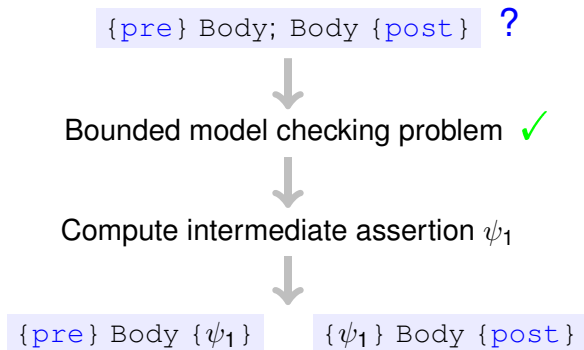 {pre} Body; Body {post} ?
Bounded model checking problem ✓
Compute intermediate assertion ψ₁
{pre} Body {ψ₁} {ψ₁} Body {post}